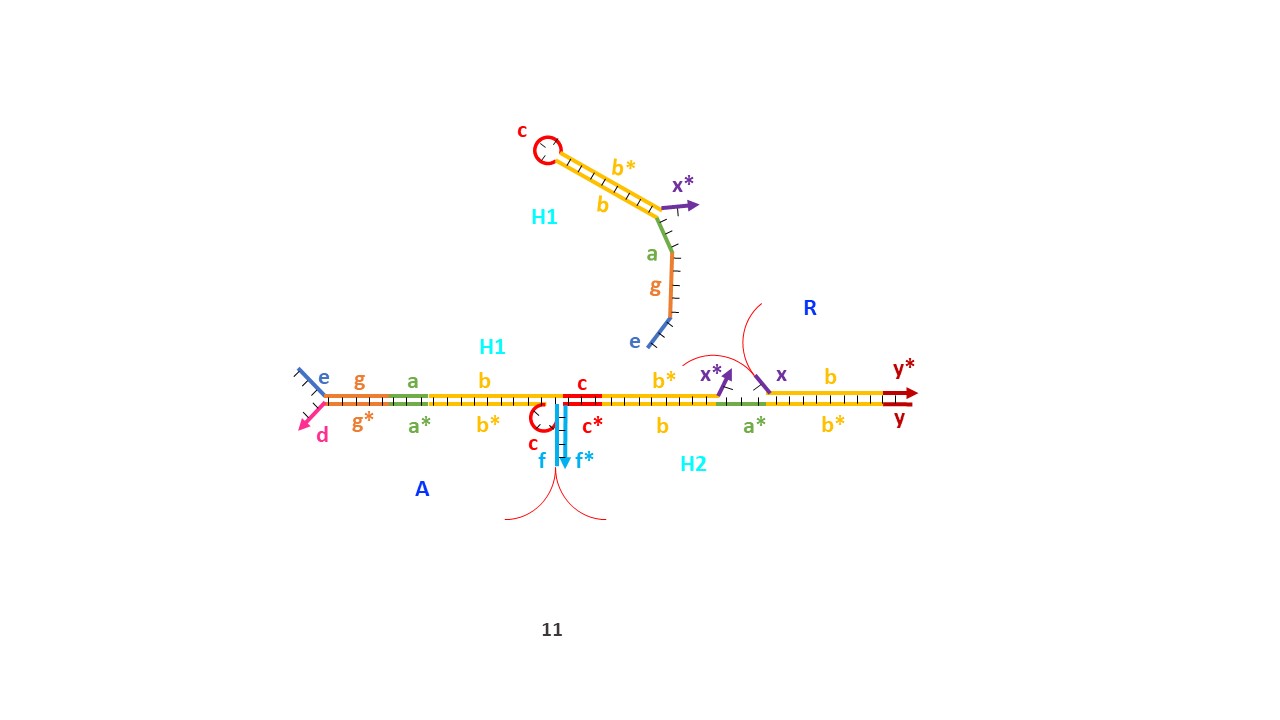 c
b*
x*
b
H1
a
g
e
R
H1
e g a b c b* x* x b y*
d g* a* b* c c* b a* b* y
f f* H2
A
11